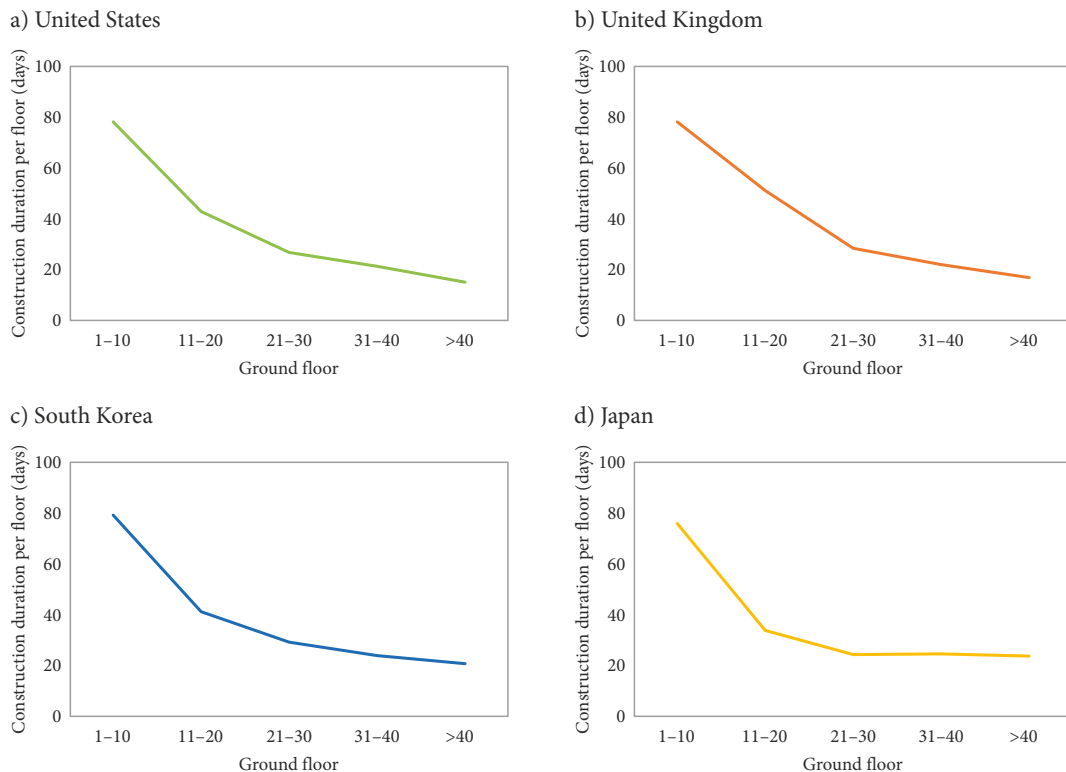 a) United States
Construction duration per floor (days)
100
80
60
40
20
0
1–10 11–20 21–30 31–40 >40
Ground floor
b) United Kingdom
Construction duration per floor (days)
100
80
60
40
20
0
1–10 11–20 21–30 31–40 >40
Ground floor
c) South Korea
Construction duration per floor (days)
100
80
60
40
20
0
1–10 11–20 21–30 31–40 >40
Ground floor
d) Japan
Construction duration per floor (days)
100
80
60
40
20
0
1–10 11–20 21–30 31–40 >40
Ground floor